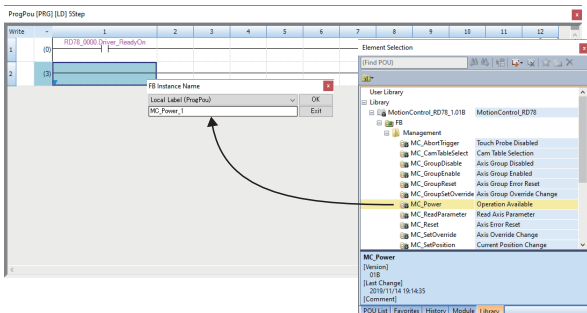 ProgPou [PRG] [LD] 5Step
Write 1 2 3 4 5 6 7 8 9 10 11 12
RD78_0000.Driver_ReadyOn
1 (0)
2 (3)
FB Instance Name
Local Label (ProgPou) OK
MC_Power_1 Exit
Element Selection
(Find POU)
User Library
Library
MotionControl_RD78_1.01B MotionControl_RD78
FB
Management
MC_AbortTrigger Touch Probe Disabled
MC_CamTableSelect Cam Table Selection
MC_GroupDisable Axis Group Disabled
MC_GroupEnable Axis Group Enabled
MC_GroupReset Axis Group Error Reset
MC_GroupSetOverride Axis Group Override Change
MC_Power Operation Available
MC_ReadParameter Read Axis Parameter
MC_Reset Axis Error Reset
MC_SetOverride Axis Override Change
MC_SetPosition Current Position Change
MC_Power
[Version]
01B
[Last Change]
2019/11/14 19:14:35
[Comment]
POU List Favorites History Module Library